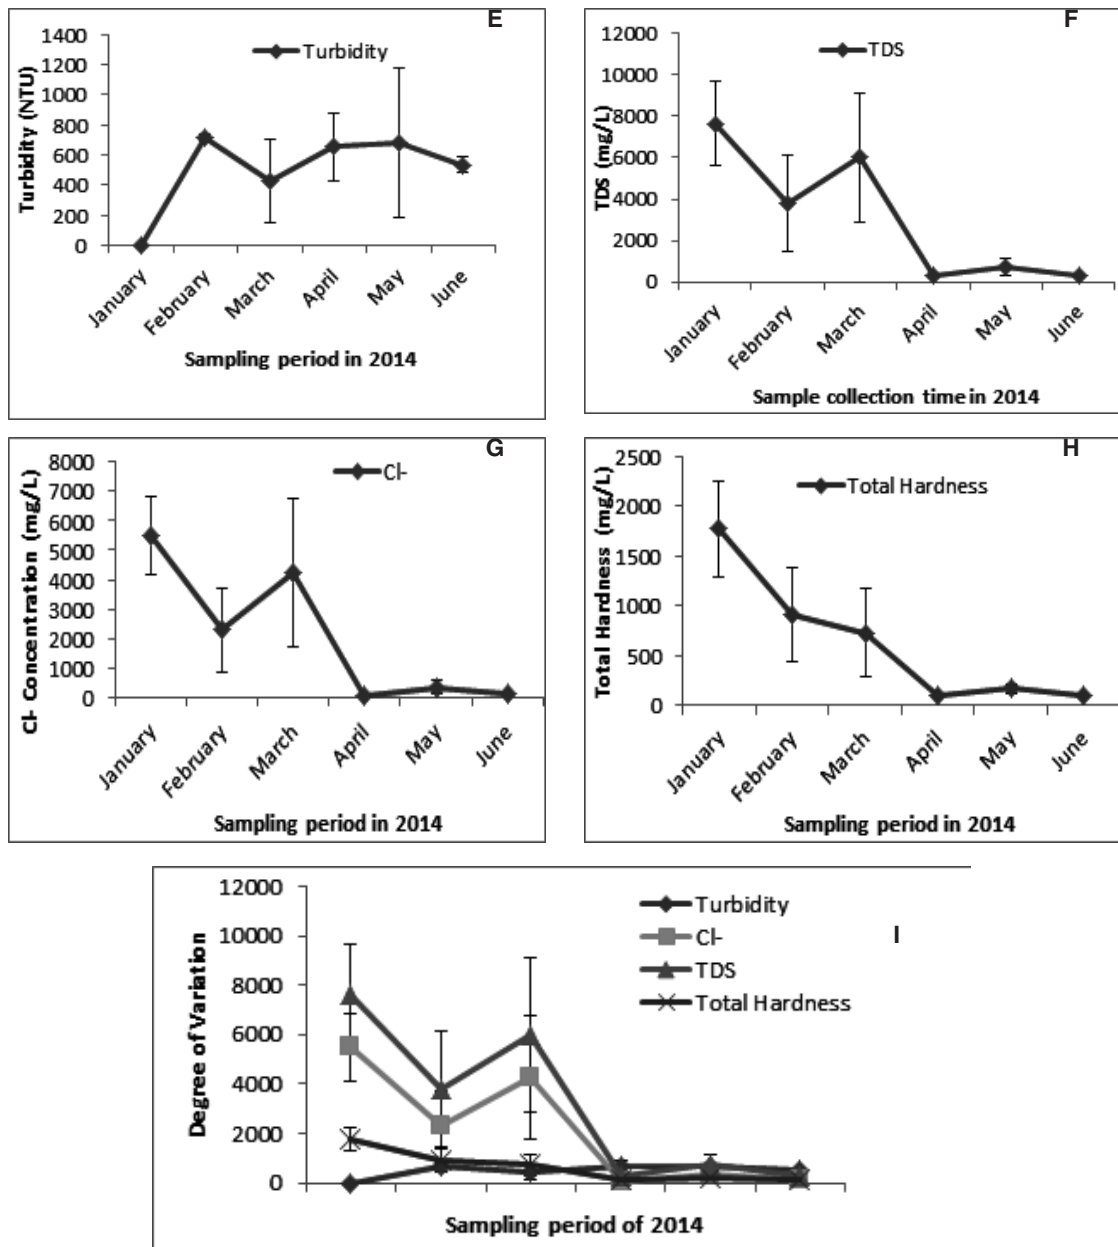 E
Turbidity
Turbidity (NTU)
1400
1200
1000
800
600
400
200
0
January
February
March
April
May
June
Sampling period in 2014
F
TDS
TDS (mg/L)
12000
10000
8000
6000
4000
2000
0
January
February
March
April
May
June
Sample collection time in 2014
G
Cl-
Cl- Concentration (mg/L)
8000
7000
6000
5000
4000
3000
2000
1000
0
January
February
March
April
May
June
Sampling period in 2014
H
Total Hardness
Total Hardness (mg/L)
2500
2000
1500
1000
500
0
January
February
March
April
May
June
Sampling period in 2014
I
Turbidity
Cl-
TDS
Total Hardness
Degree of Variation
12000
10000
8000
6000
4000
2000
0
Sampling period of 2014